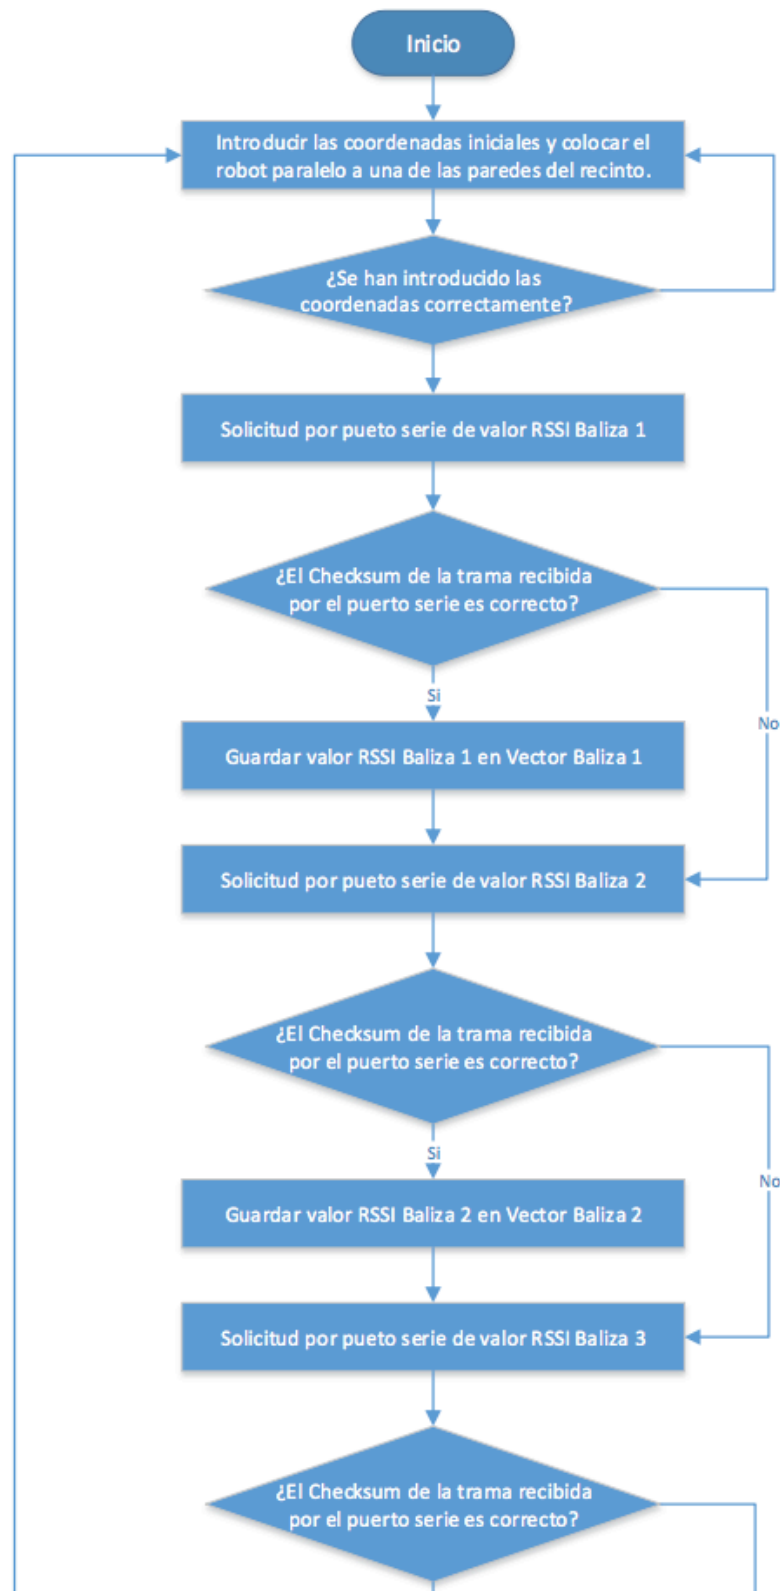 Inicio
Introducir las coordenadas iniciales y colocar el
robot paralelo a una de las paredes del recinto.
¿Se han introducido las
coordenadas correctamente?
Solicitud por pueto serie de valor RSSI Baliza 1
¿El Checksum de la trama recibida
por el puerto serie es correcto?
Si
No
Guardar valor RSSI Baliza 1 en Vector Baliza 1
Solicitud por pueto serie de valor RSSI Baliza 2
¿El Checksum de la trama recibida
por el puerto serie es correcto?
Si
No
Guardar valor RSSI Baliza 2 en Vector Baliza 2
Solicitud por pueto serie de valor RSSI Baliza 3
¿El Checksum de la trama recibida
por el puerto serie es correcto?